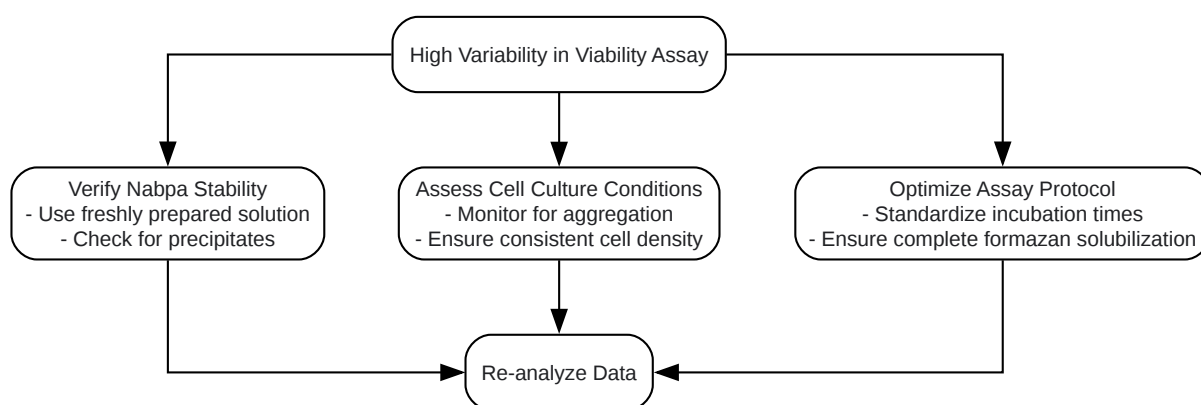 High Variability in Viability Assay
Verify Nabpa Stability
- Use freshly prepared solution
- Check for precipitates
Assess Cell Culture Conditions
- Monitor for aggregation
- Ensure consistent cell density
Optimize Assay Protocol
- Standardize incubation times
- Ensure complete formazan solubilization
Re-analyze Data